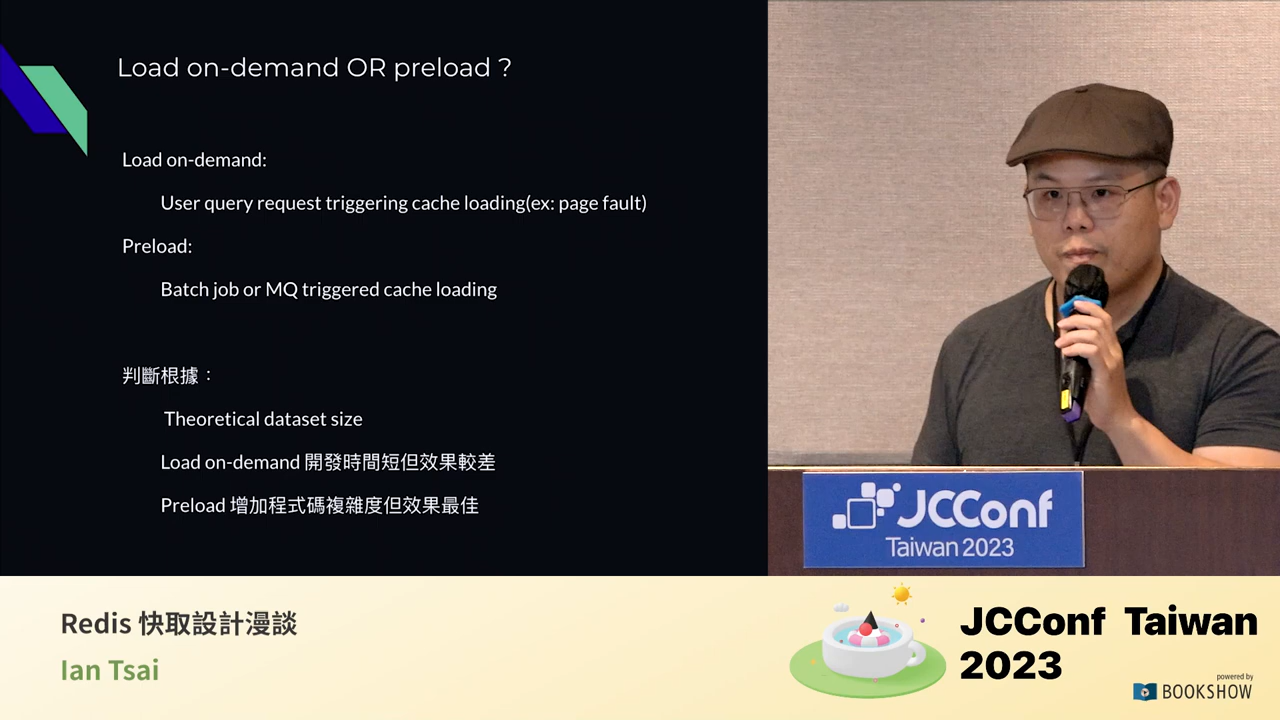 Load on-demand OR preload ?
Load on-demand:
User query request triggering cache loading(ex: page fault)
Preload:
Batch job or MQ triggered cache loading
判斷根據：
Theoretical dataset size
Load on-demand 開發時間短但效果較差
Preload 增加程式碼複雜度但效果最佳
JCConf
Taiwan 2023
Redis 快取設計漫談
Ian Tsai
JCConf Taiwan
2023
powered by
BOOKSHOW